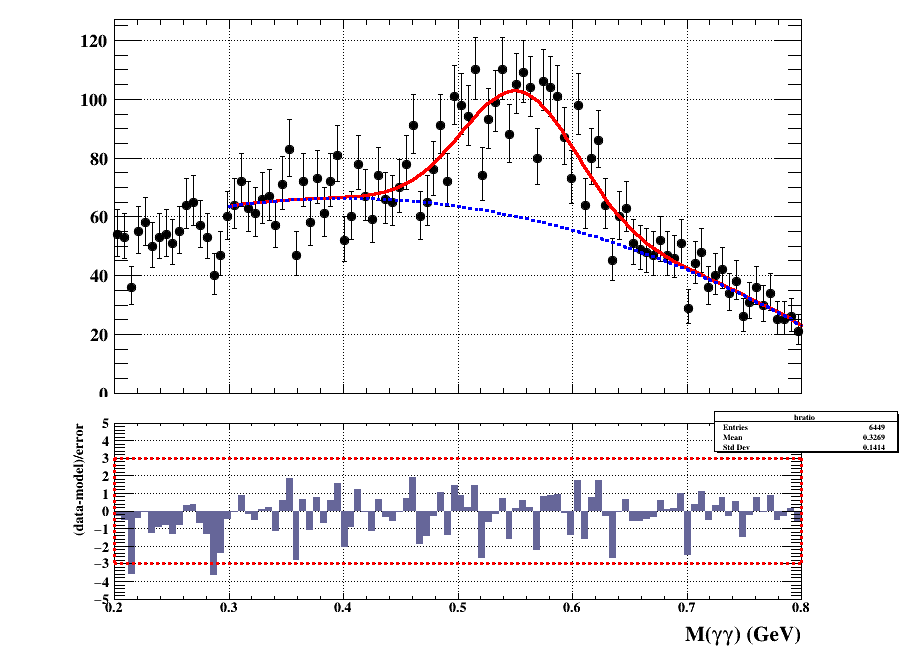 120
100
80
60
40
20
0
hratio
Entries 6449
Mean 0.3269
Std Dev 0.1414
(data-model)/error
5
4
3
2
1
0
−1
−2
−3
−4
−5
0.2 0.3 0.4 0.5 0.6 0.7 0.8
M(γγ) (GeV)